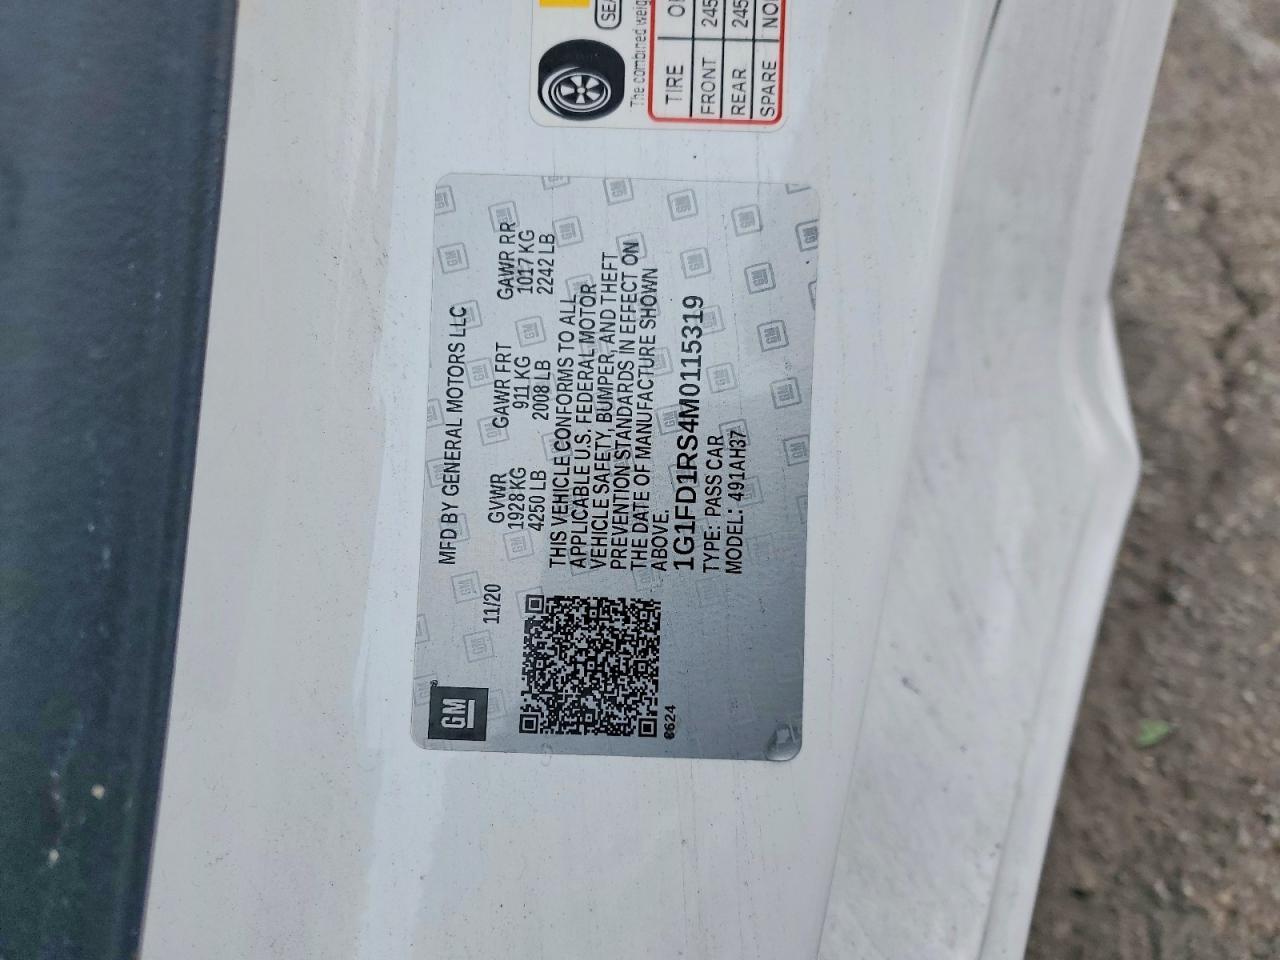 GM
11/20
MFD BY GENERAL MOTORS LLC
GVWR GAWR FRT GAWR RR
1928 KG 911 KG 1017 KG
4250 LB 2008 LB 2242 LB
THIS VEHICLE CONFORMS TO ALL
APPLICABLE U.S. FEDERAL MOTOR
VEHICLE SAFETY, BUMPER, AND THEFT
PREVENTION STANDARDS IN EFFECT ON
THE DATE OF MANUFACTURE SHOWN
ABOVE.
1G1FD1RS4M0115319
TYPE: PASS CAR
MODEL: 491AH37
6624
The combined
TIRE
FRONT 245
REAR 245
SPARE